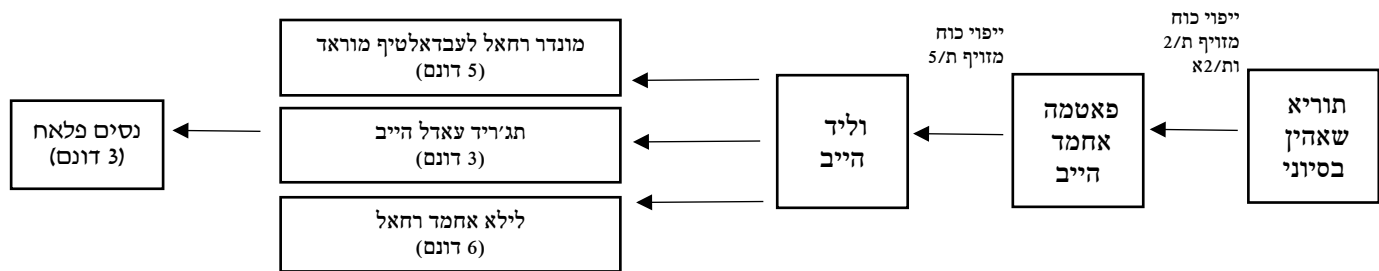 ייפוי כוח
מזויף ת/2
ות/2א
תוריא
שאהין
בסיוני
פאטמה
אחמד
הייב
ייפוי כוח
מזויף ת/5
וליד
הייב
מונדר רחאל לעבדאלטיף מוראד
(5 דונם)
תג'ריד עאדל הייב
(3 דונם)
לילא אחמד רחאל
(6 דונם)
נסים פלאח
(3 דונם)